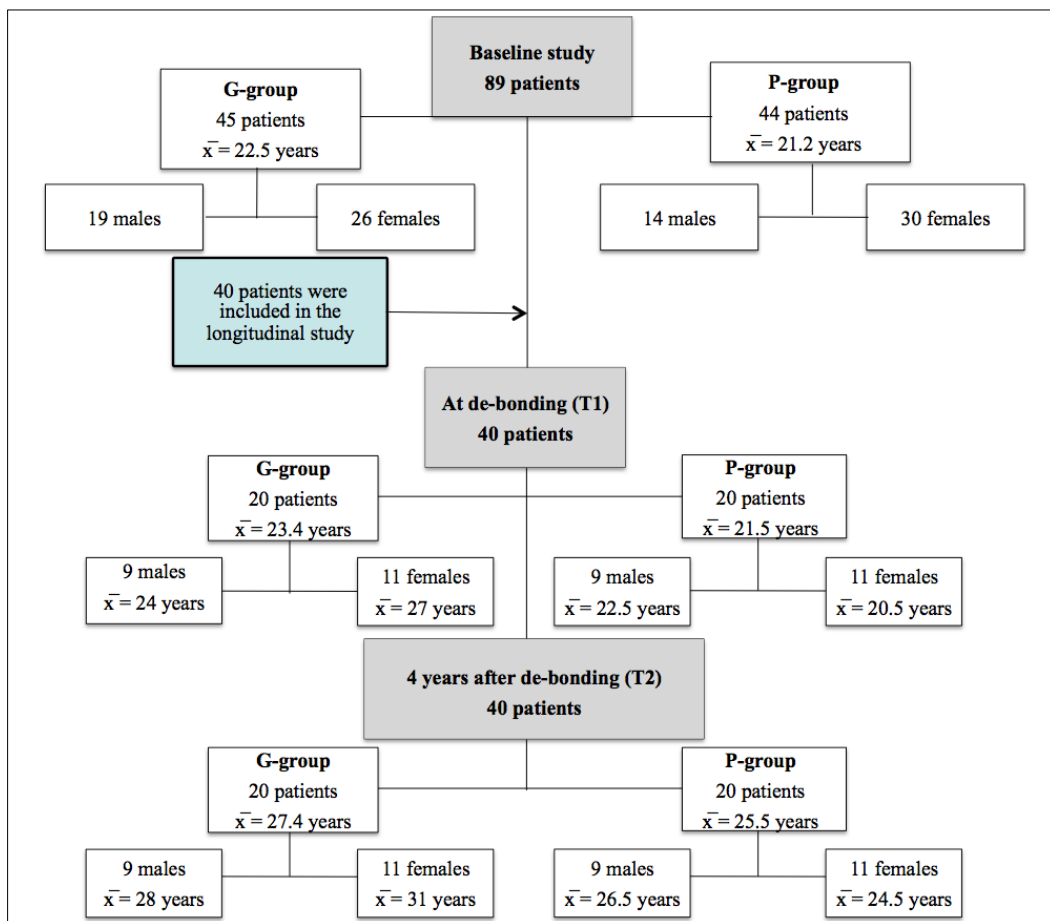 Baseline study
89 patients
G-group
45 patients
x̄ = 22.5 years
P-group
44 patients
x̄ = 21.2 years
19 males
26 females
14 males
30 females
40 patients were
included in the
longitudinal study
At de-bonding (T1)
40 patients
G-group
20 patients
x̄ = 23.4 years
P-group
20 patients
x̄ = 21.5 years
9 males
x̄ = 24 years
11 females
x̄ = 27 years
9 males
x̄ = 22.5 years
11 females
x̄ = 20.5 years
4 years after de-bonding (T2)
40 patients
G-group
20 patients
x̄ = 27.4 years
P-group
20 patients
x̄ = 25.5 years
9 males
x̄ = 28 years
11 females
x̄ = 31 years
9 males
x̄ = 26.5 years
11 females
x̄ = 24.5 years